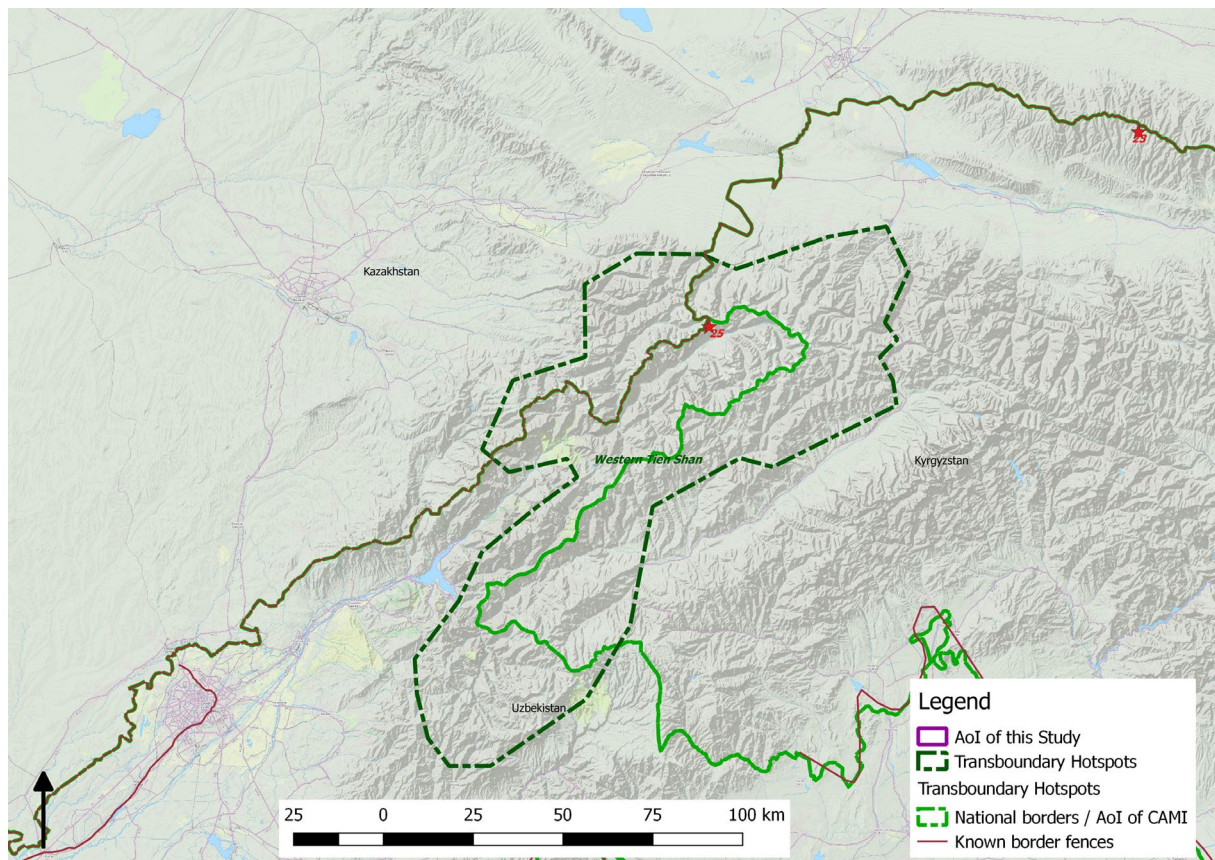 23
Kazakhstan
25
Western Tien Shan
Kyrgyzstan
Uzbekistan
Legend
AoI of this Study
Transboundary Hotspots
Transboundary Hotspots
National borders / AoI of CAMI
Known border fences
25 0 25 50 75 100 km